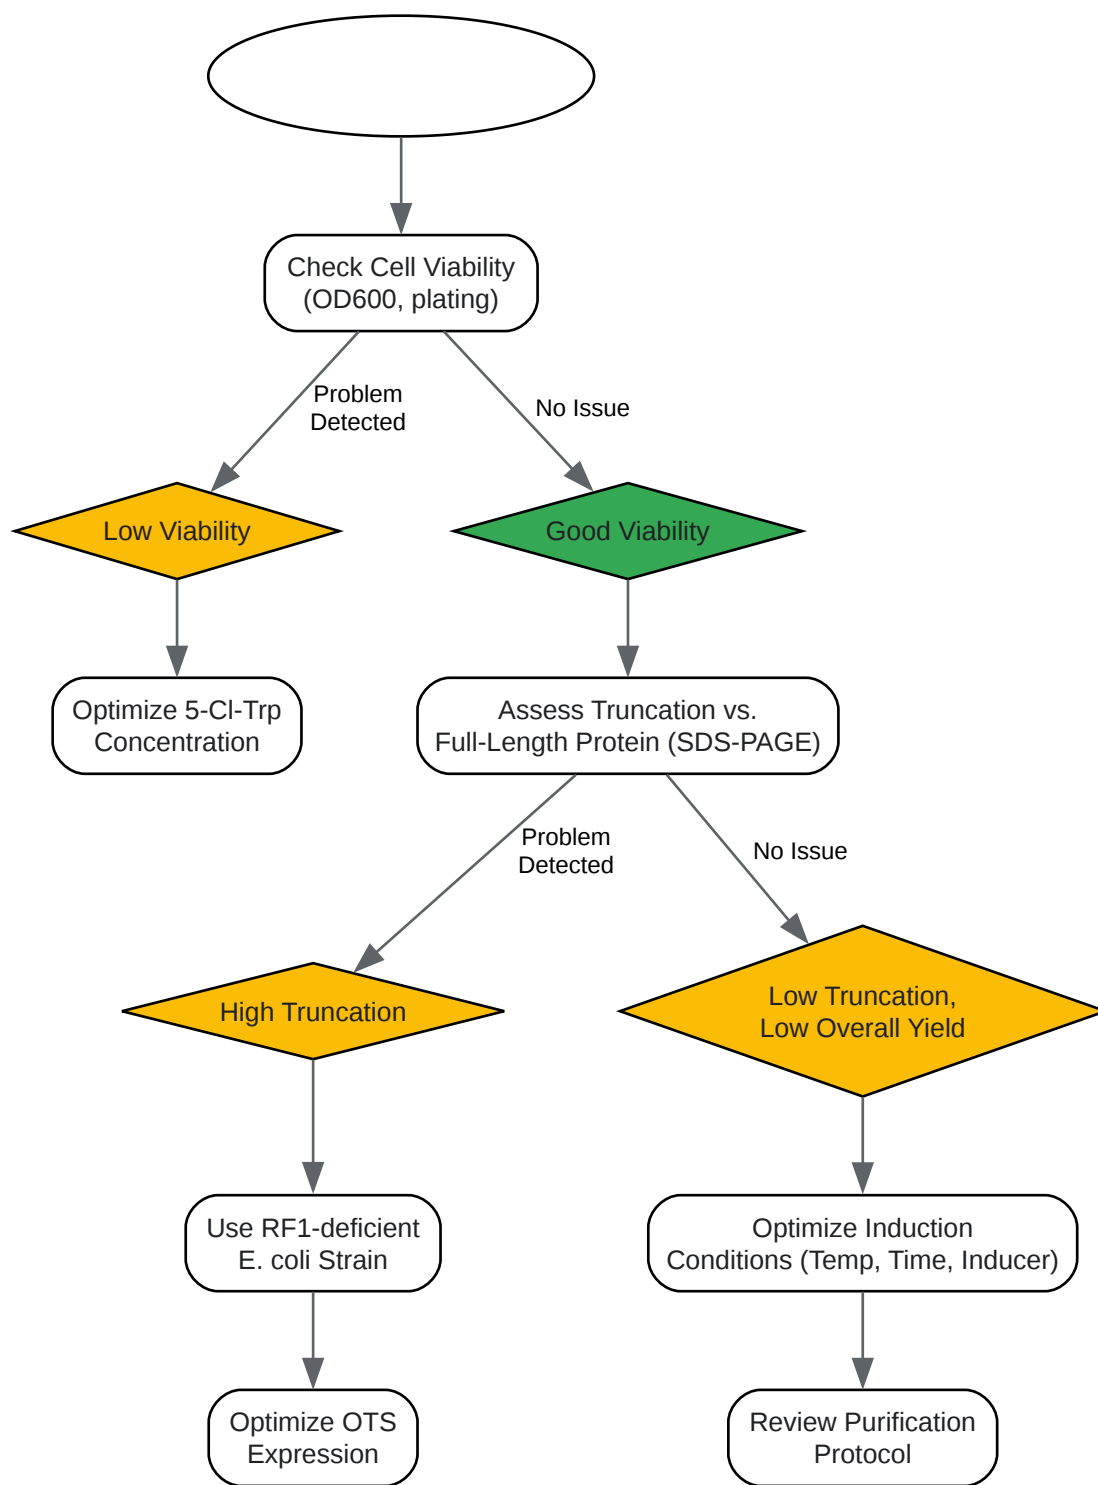 Check Cell Viability
(OD600, plating)
Problem
Detected
No Issue
Low Viability
Good Viability
Optimize 5-Cl-Trp
Concentration
Assess Truncation vs.
Full-Length Protein (SDS-PAGE)
Problem
Detected
No Issue
High Truncation
Low Truncation,
Low Overall Yield
Use RF1-deficient
E. coli Strain
Optimize Induction
Conditions (Temp, Time, Inducer)
Optimize OTS
Expression
Review Purification
Protocol